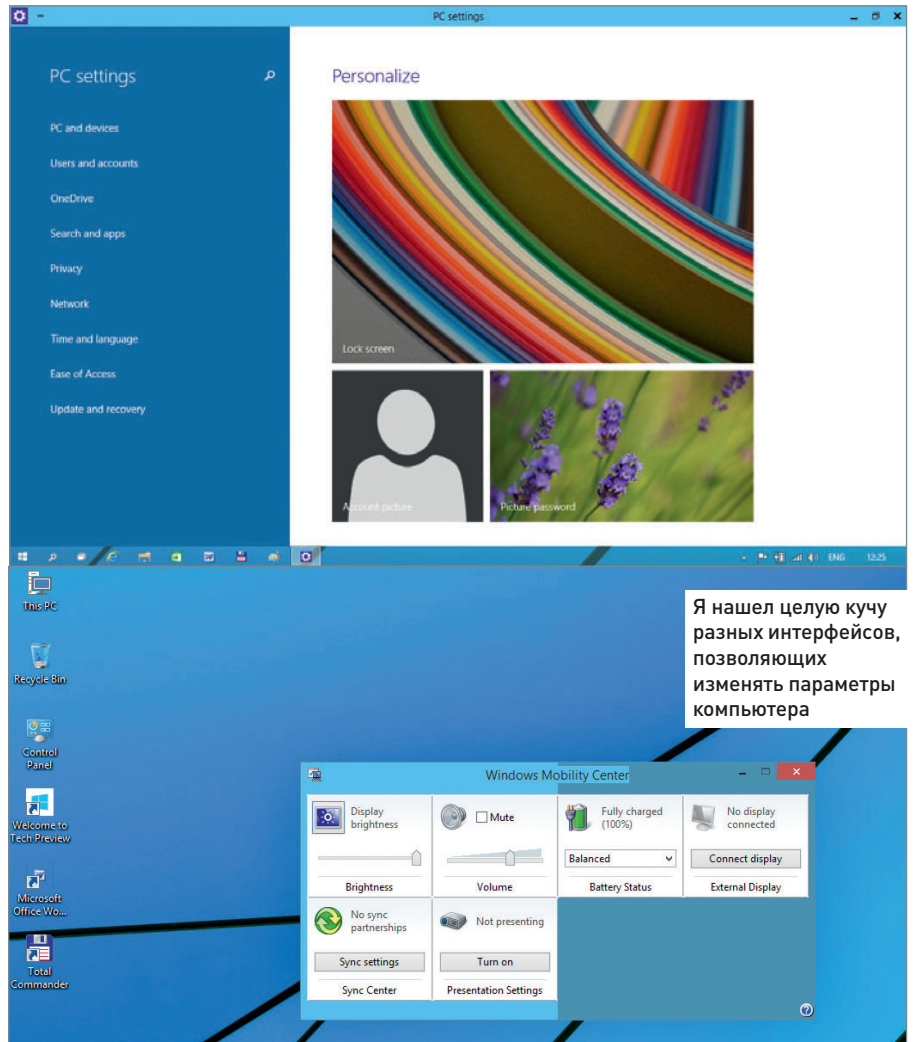 PC settings
PC settings
PC and devices
Users and accounts
OneDrive
Search and apps
Privacy
Network
Time and language
Ease of Access
Update and recovery
Personalize
Lock screen
Account picture
Picture password
ENG 12:25
This PC
Recycle Bin
Control
Panel
Welcome to
Tech Preview
Microsoft
Office Wo...
Total
Commander
Я нашел целую кучу
разных интерфейсов,
позволяющих
изменять параметры
компьютера
Windows Mobility Center
Display
brightness
Brightness
Mute
Volume
Fully charged
(100%)
Balanced
Battery Status
No display
connected
Connect display
External Display
No sync
partnerships
Sync settings
Sync Center
Not presenting
Turn on
Presentation Settings